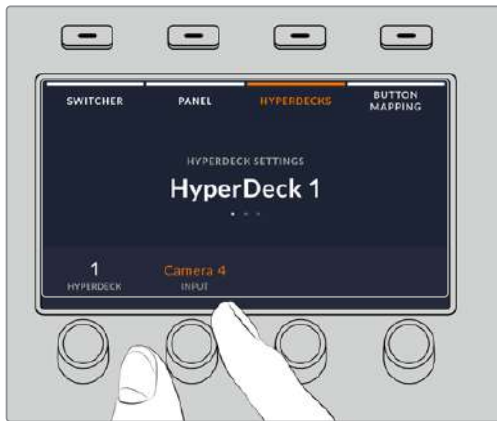 SWITCHER PANEL HYPERDECKS BUTTON MAPPING
HYPERDECK SETTINGS
HyperDeck 1
1 Camera 4
HYPERDECK INPUT